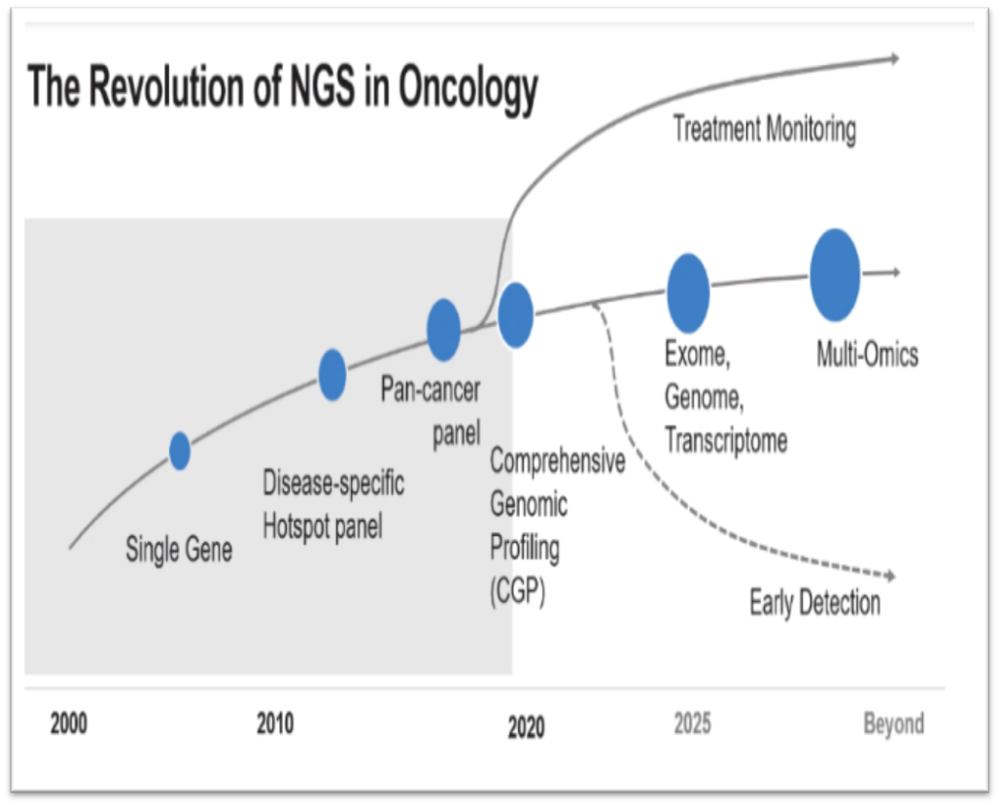 The Revolution of NGS in Oncology
Treatment Monitoring
Single Gene
Disease-specific
Hotspot panel
Pan-cancer
panel
Comprehensive
Genomic
Profiling
(CGP)
Exome,
Genome,
Transcriptome
Multi-Omics
Early Detection
2000 2010 2020 2025 Beyond